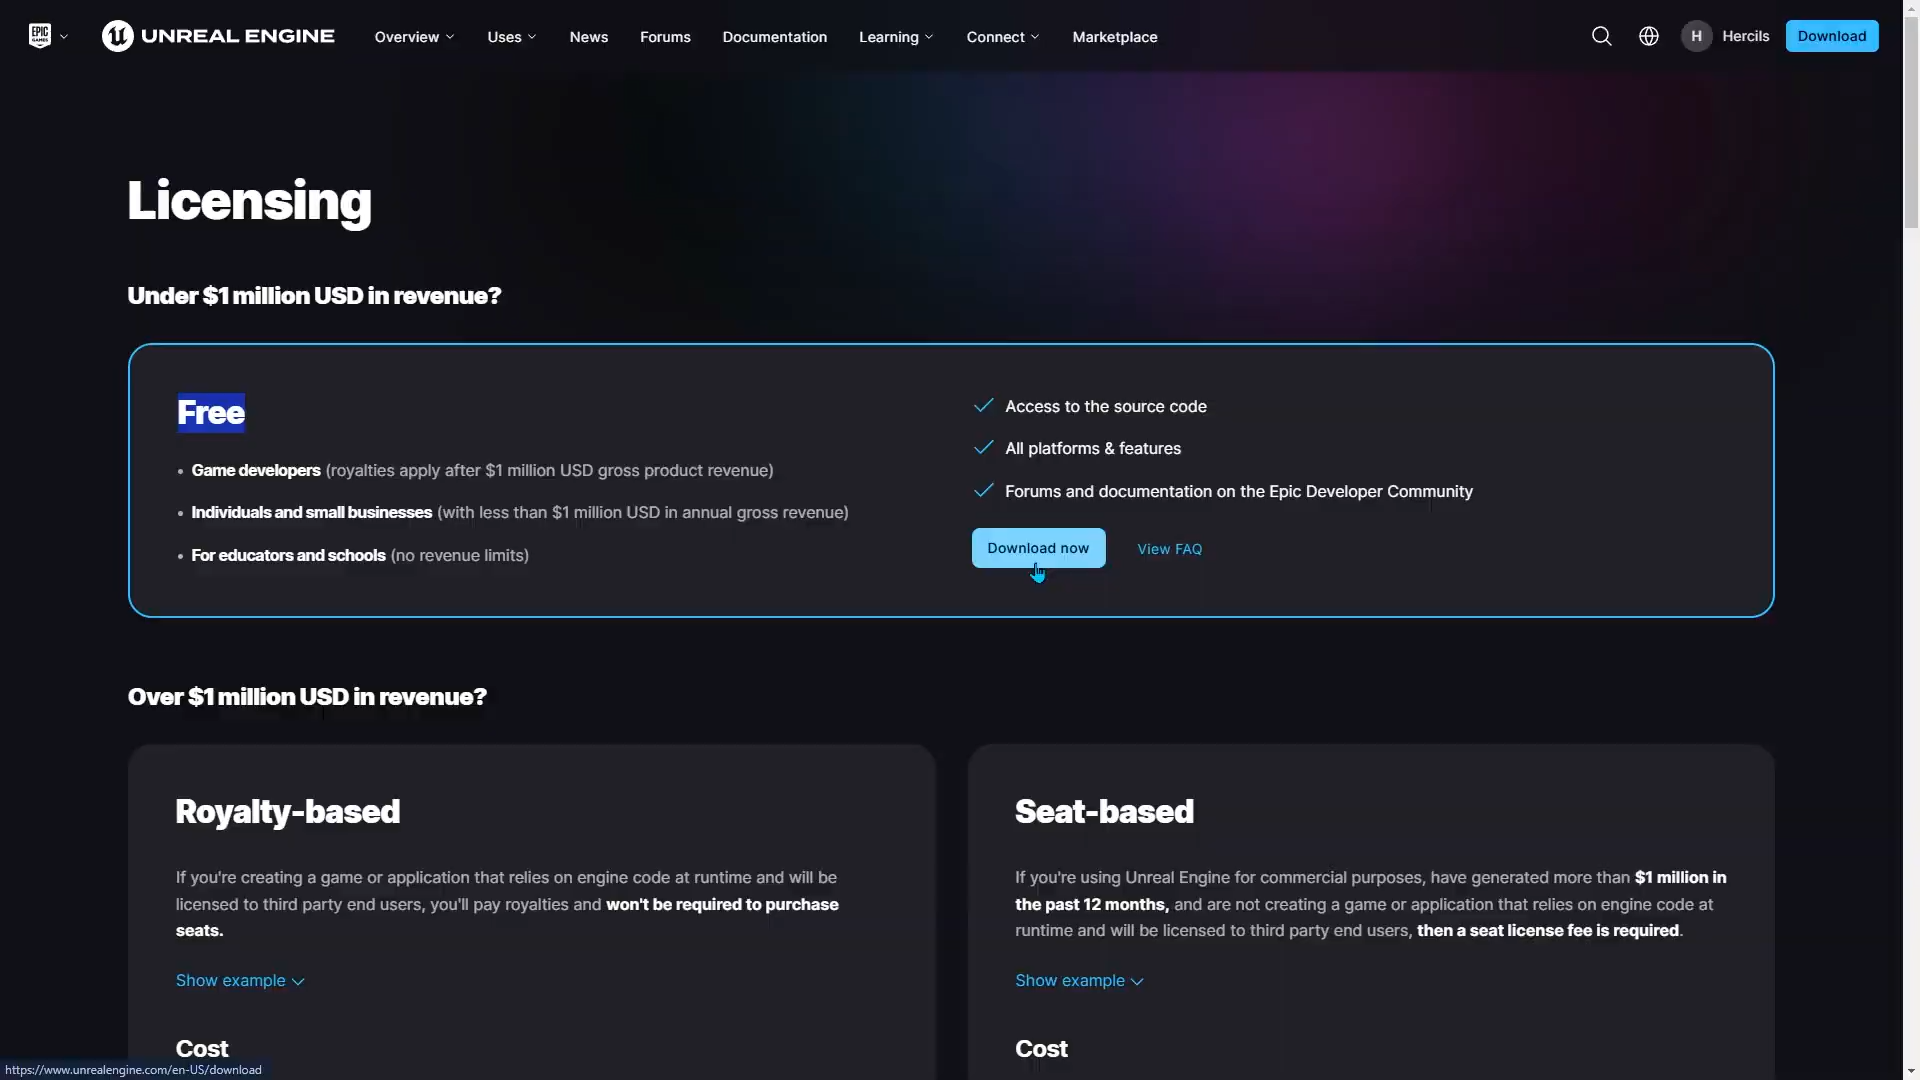 EPIC GAMES
UNREAL ENGINE
Overview
Uses
News
Forums
Documentation
Learning
Connect
Marketplace
H
Hercils
Download
Licensing
Under $1 million USD in revenue?
Free
• Game developers (royalties apply after $1 million USD gross product revenue)
• Individuals and small businesses (with less than $1 million USD in annual gross revenue)
• For educators and schools (no revenue limits)
Access to the source code
All platforms & features
Forums and documentation on the Epic Developer Community
Download now
View FAQ
Over $1 million USD in revenue?
Royalty-based
If you're creating a game or application that relies on engine code at runtime and will be
licensed to third party end users, you'll pay royalties and won't be required to purchase
seats.
Show example
Cost
Seat-based
If you're using Unreal Engine for commercial purposes, have generated more than $1 million in
the past 12 months, and are not creating a game or application that relies on engine code at
runtime and will be licensed to third party end users, then a seat license fee is required.
Show example
Cost
https://www.unrealengine.com/en-US/download